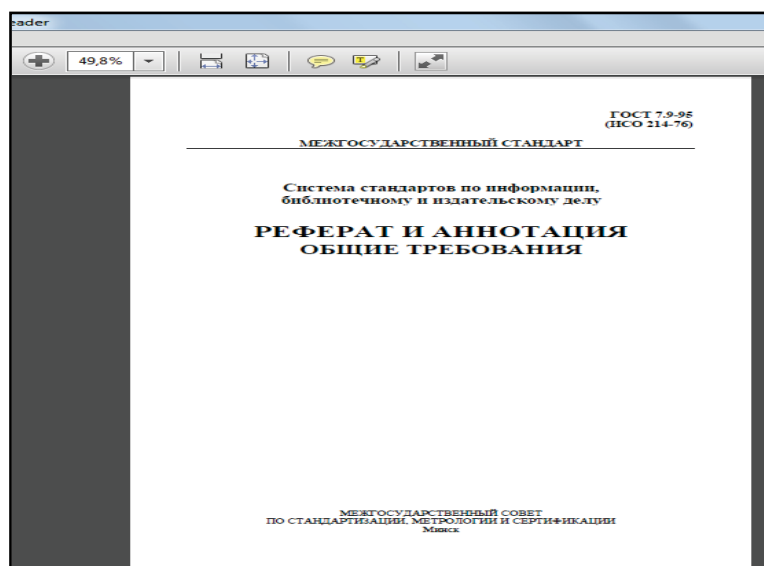 eader
49,8%
ГОСТ 7.9-95
(ИСО 214-76)
МЕЖГОСУДАРСТВЕННЫЙ СТАНДАРТ
Система стандартов по информации,
библиотечному и издательскому делу
РЕФЕРАТ И АННОТАЦИЯ
ОБЩИЕ ТРЕБОВАНИЯ
МЕЖГОСУДАРСТВЕННЫЙ СОВЕТ
ПО СТАНДАРТИЗАЦИИ, МЕТРОЛОГИИ И СЕРТИФИКАЦИИ
Минск